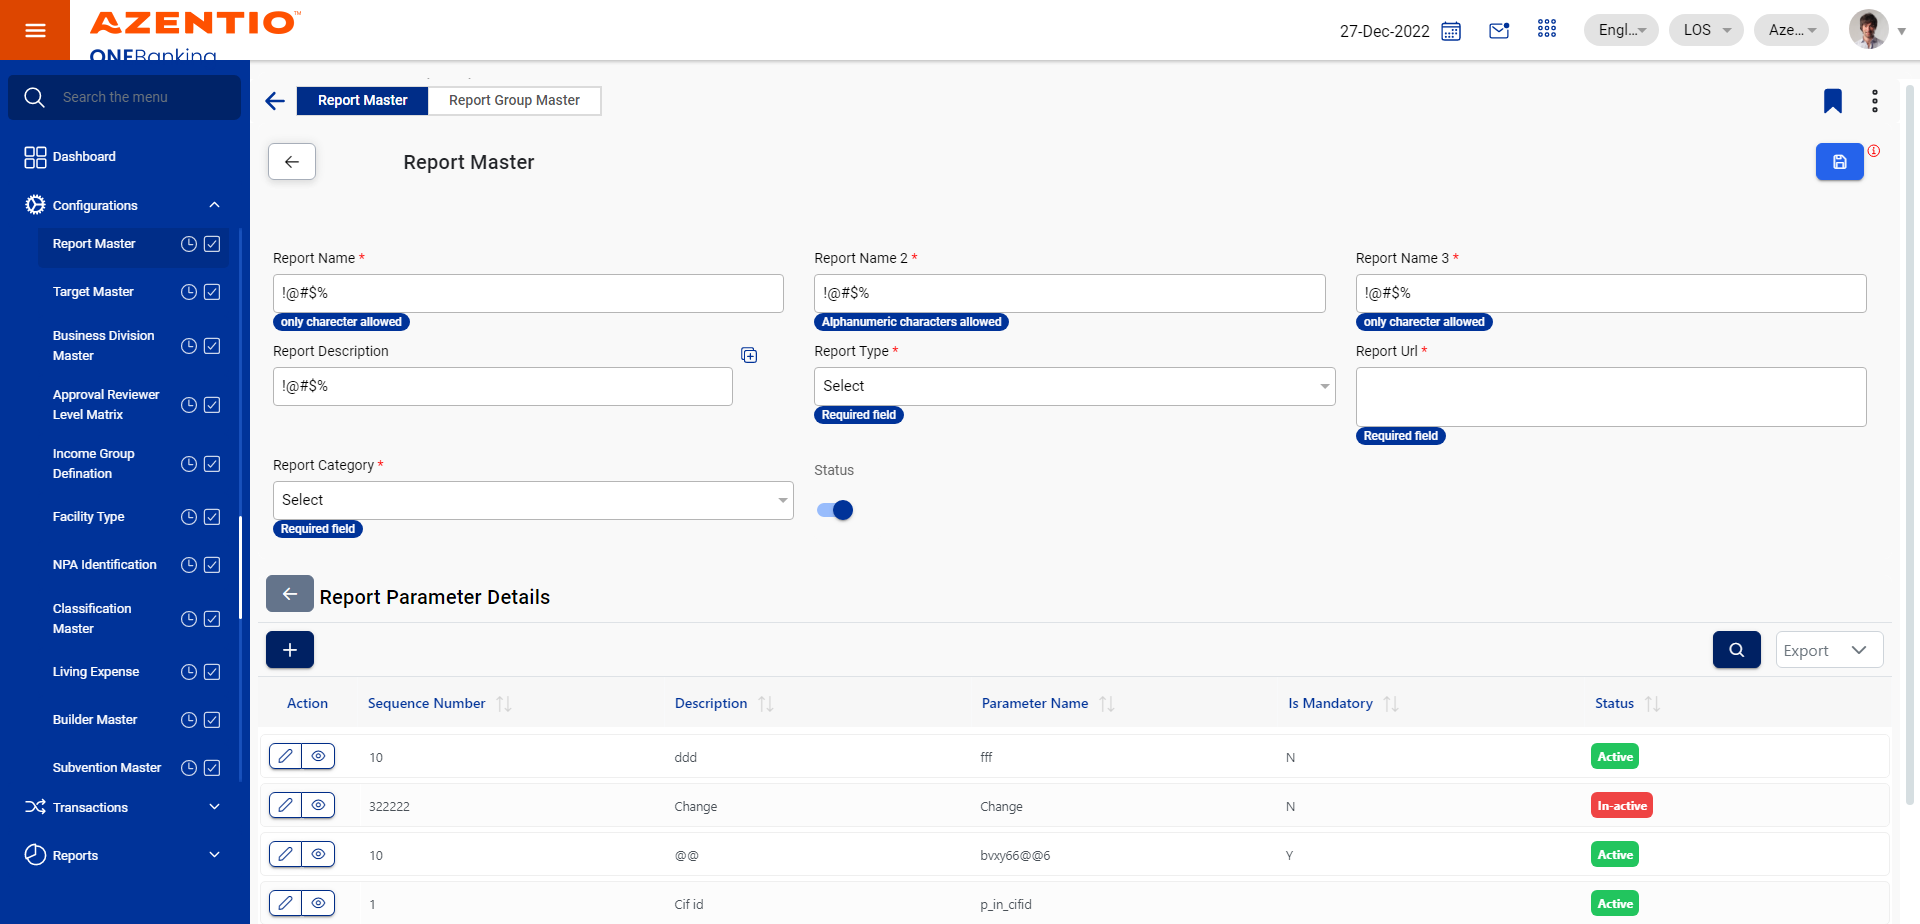 AZENTIO™
ONEBanking
27-Dec-2022
Engl...
LOS
Aze...
Search the menu
Dashboard
Configurations
Report Master
Target Master
Business Division
Master
Approval Reviewer
Level Matrix
Income Group
Defination
Facility Type
NPA Identification
Classification
Master
Living Expense
Builder Master
Subvention Master
Transactions
Reports
Report Master
Report Group Master
Report Master
Report Name *
!@#$%
only charecter allowed
Report Name 2 *
!@#$%
Alphanumeric characters allowed
Report Name 3 *
!@#$%
only charecter allowed
Report Description
!@#$%
Report Type *
Select
Required field
Report Url *
Required field
Report Category *
Select
Required field
Status
Report Parameter Details
Export
Action Sequence Number Description Parameter Name Is Mandatory Status
10 ddd fff N Active
322222 Change Change N In-active
10 @@ bvxy66@@6 Y Active
1 Cif id p_in_cifid Active